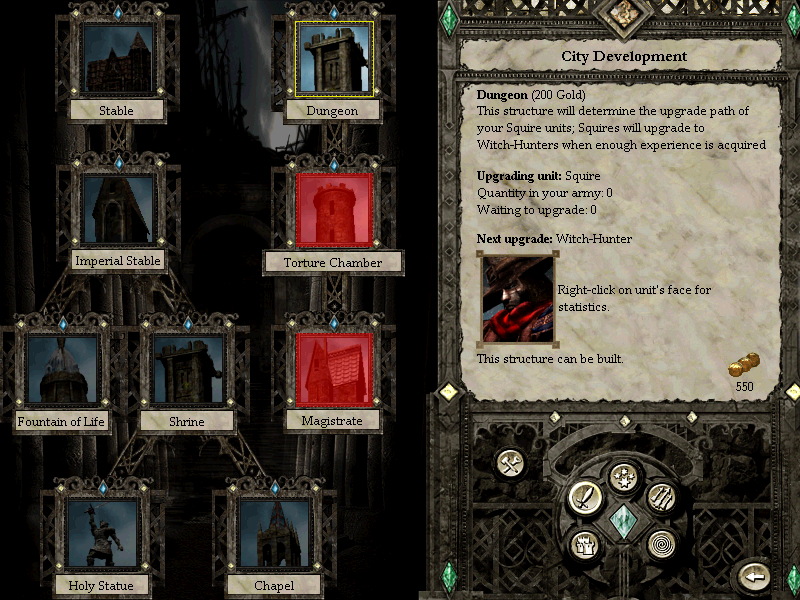 Stable
Dungeon
Imperial Stable
Torture Chamber
Fountain of Life
Shrine
Magistrate
Holy Statue
Chapel
City Development
Dungeon (200 Gold)
This structure will determine the upgrade path of
your Squire units; Squires will upgrade to
Witch-Hunters when enough experience is acquired
Upgrading unit: Squire
Quantity in your army: 0
Waiting to upgrade: 0
Next upgrade: Witch-Hunter
Right-click on unit's face for
statistics.
This structure can be built.
550